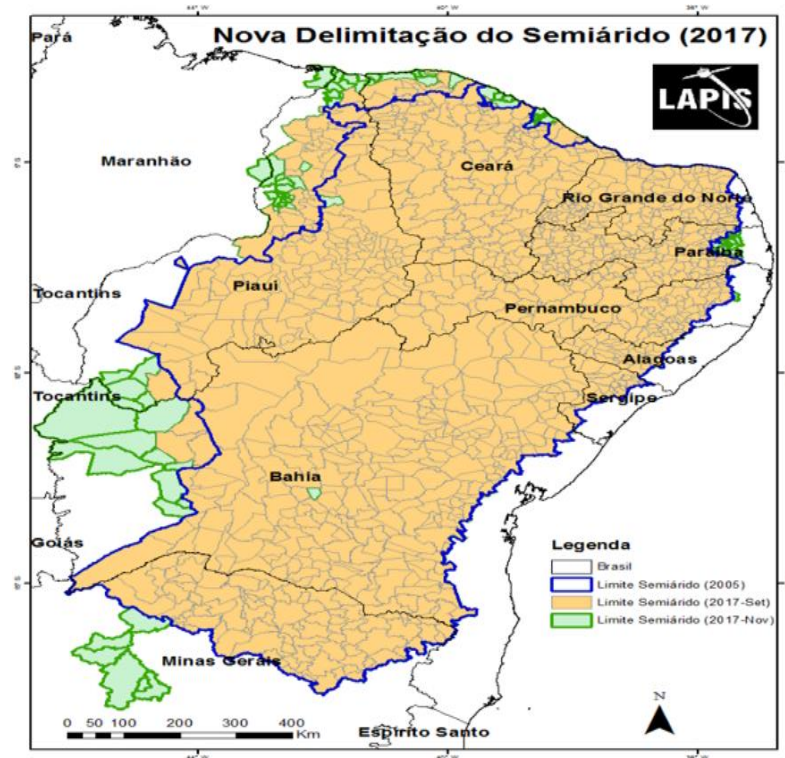 Nova Delimitação do Semiárido (2017)
LAPIS
Pará
Maranhão
Ceará
Rio Grande do Norte
Paraíba
Piauí
Tocantins
Pernambuco
Alagoas
Tocantins
Sergipe
Bahia
Goiás
Minas Gerais
Espírito Santo
Legenda
Brasil
Limite Semiárido (2005)
Limite Semiárido (2017-Set)
Limite Semiárido (2017-Nov)
N
0 50 100 200 300 400
Km